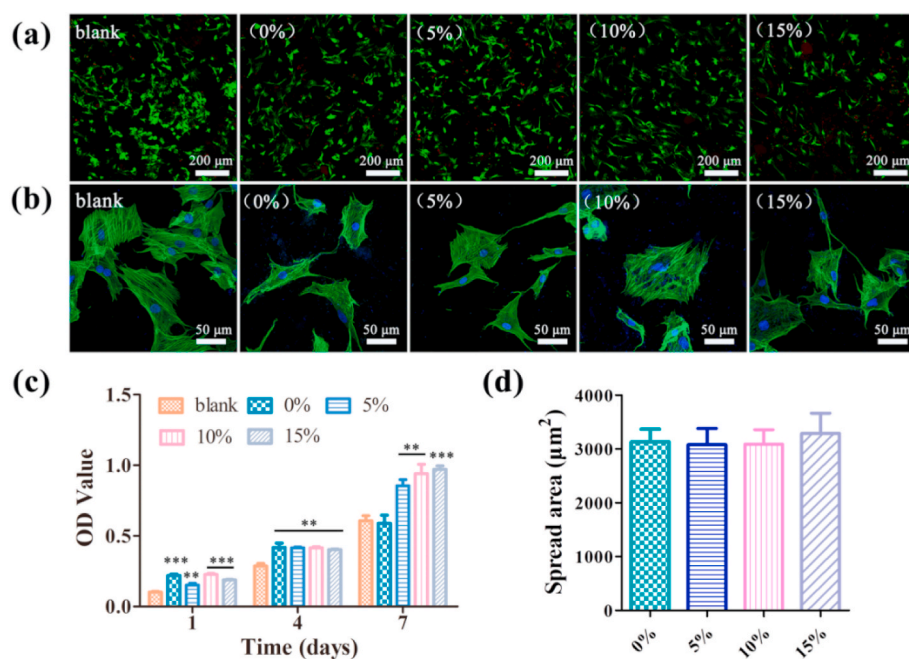 (a)
blank
（0%）
（5%）
（10%）
（15%）
200 μm
200 μm
200 μm
200 μm
200 μm
(b)
blank
（0%）
（5%）
（10%）
（15%）
50 μm
50 μm
50 μm
50 μm
50 μm
(c)
1.5
1.0
0.5
0.0
OD Value
blank
0%
5%
10%
15%
***
**
***
**
**
***
1
4
7
Time (days)
(d)
5000
4000
3000
2000
1000
0
Spread area (μm²)
0%
5%
10%
15%